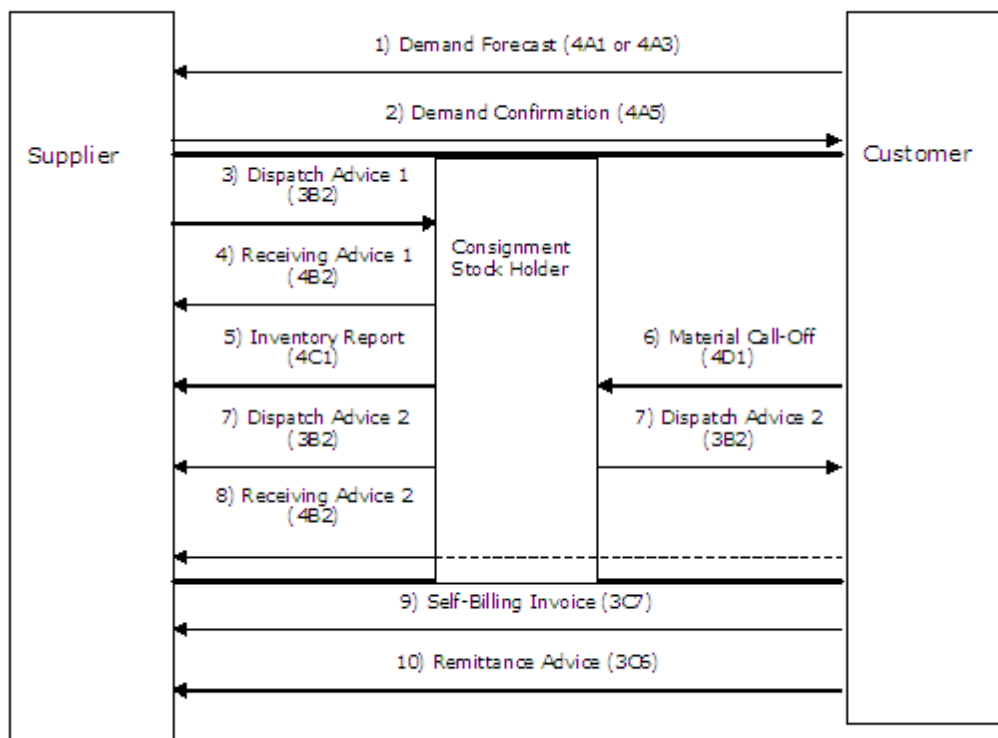 1) Demand Forecast (4A1 or 4A3)
2) Demand Confirmation (4A5)
Supplier
Customer
3) Dispatch Advice 1
(3B2)
Consignment
Stock Holder
4) Receiving Advice 1
(4B2)
5) Inventory Report
(4C1)
6) Material Call-Off
(4D1)
7) Dispatch Advice 2
(3B2)
7) Dispatch Advice 2
(3B2)
8) Receiving Advice 2
(4B2)
9) Self-Billing Invoice (3C7)
10) Remittance Advice (3C6)